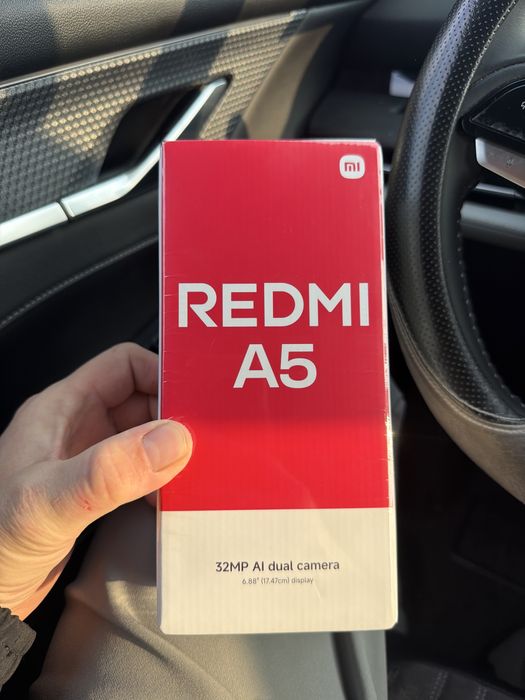 mi
REDMI
A5
32MP AI dual camera
6.88" (17.47cm) display